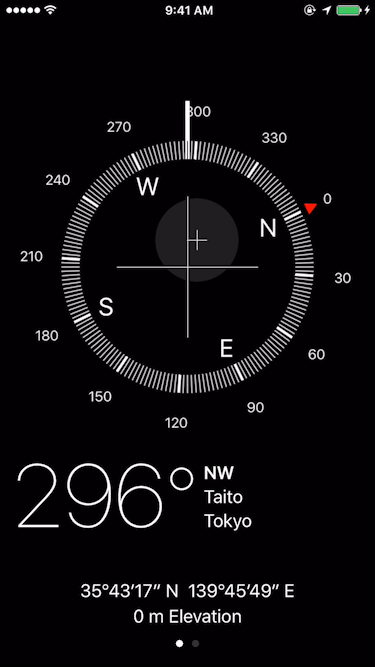 9:41 AM
300
270
330
240
0
W
N
210
30
S
180
E
60
150
90
120
296° NW
Taito
Tokyo
35°43’17” N 139°45’49” E
0 m Elevation